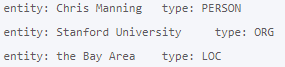 entity: Chris Manning type: PERSON
entity: Stanford University type: ORG
entity: the Bay Area type: LOC